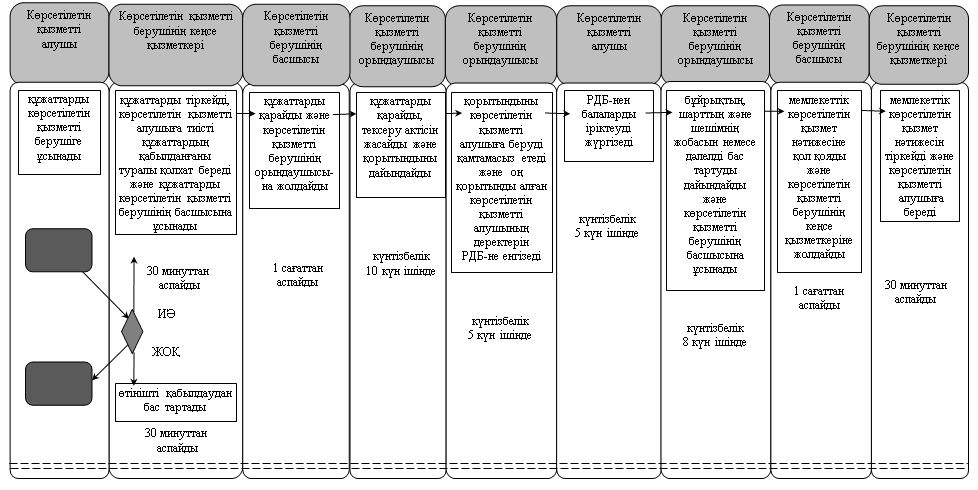 Көрсетілетін
қызметті
алушы
Көрсетілетін қызметті
берушінің кеңсе
қызметкері
Көрсетілетін
қызметті
берушінің
басшысы
Көрсетілетін
қызметті
берушінің
орындаушысы
Көрсетілетін
қызметті
берушінің
орындаушысы
Көрсетілетін
қызметті
алушы
Көрсетілетін
қызметті
берушінің
орындаушысы
Көрсетілетін
қызметті
берушінің
басшысы
Көрсетілетін
қызметті
берушінің кеңсе
қызметкері
құжаттарды
көрсетілетін
қызметті
берушіге
ұсынады
құжаттарды тіркейді,
көрсетілетін қызметті
алушыға тиісті
құжаттардың
қабылданғаны
туралы қолхат береді
және құжаттарды
көрсетілетін қызметті
берушінің басшысына
ұсынады
30 минуттан
аспайды
ИӘ
ЖОҚ
өтінішті қабылдаудан
бас тартады
30 минуттан
аспайды
құжаттарды
қарайды және
көрсетілетін
қызметті
берушінің
орындаушысы-
на жолдайды
1 сағаттан
аспайды
құжаттарды
қарайды,
тексеру актісін
жасайды және
қорытындыны
дайындайды
күнтізбелік
10 күн ішінде
қорытындыны
көрсетілетін
қызметті
алушыға беруді
қамтамасыз етеді
және оң
қорытынды алған
көрсетілетін
қызметті
алушының
деректерін
РДБ-не енгізеді
күнтізбелік
5 күн ішінде
РДБ-нен
балаларды
іріктеуді
жүргізеді
күнтізбелік
5 күн ішінде
бұйрықтың,
шарттың және
шешімнің
жобасын немесе
дәлелді бас
тартуды
дайындайды
және
көрсетілетін
қызметті
берушінің
басшысына
ұсынады
күнтізбелік
8 күн ішінде
мемлекеттік
көрсетілетін
қызмет
нәтижесіне
қол қояды
және
көрсетілетін
қызметті
берушінің
кеңсе
қызметкеріне
жолдайды
1 сағаттан
аспайды
мемлекеттік
көрсетілетін
қызмет
нәтижесін
тіркейді және
көрсетілетін
қызметті
алушыға
береді
30 минуттан
аспайды